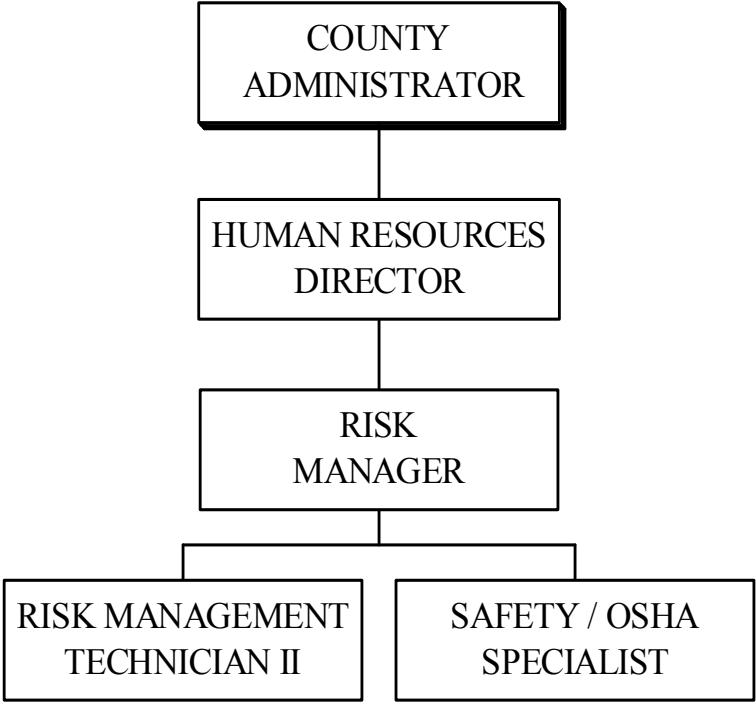 COUNTY
ADMINISTRATOR
HUMAN RESOURCES
DIRECTOR
RISK
MANAGER
RISK MANAGEMENT
TECHNICIAN II
SAFETY / OSHA
SPECIALIST